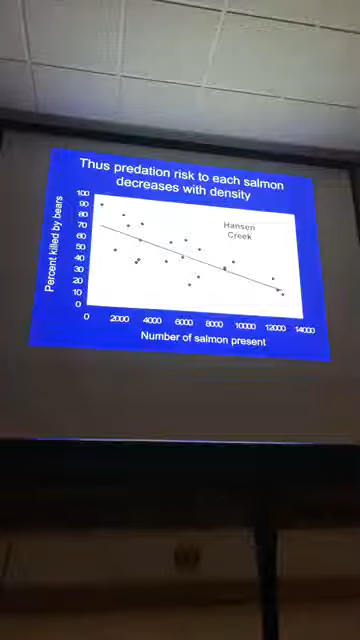 Thus predation risk to each salmon
decreases with density
Hansen
Creek
Percent killed by bears
100
90
80
70
60
50
40
30
20
10
0
0 2000 4000 6000 8000 10000 12000 14000
Number of salmon present